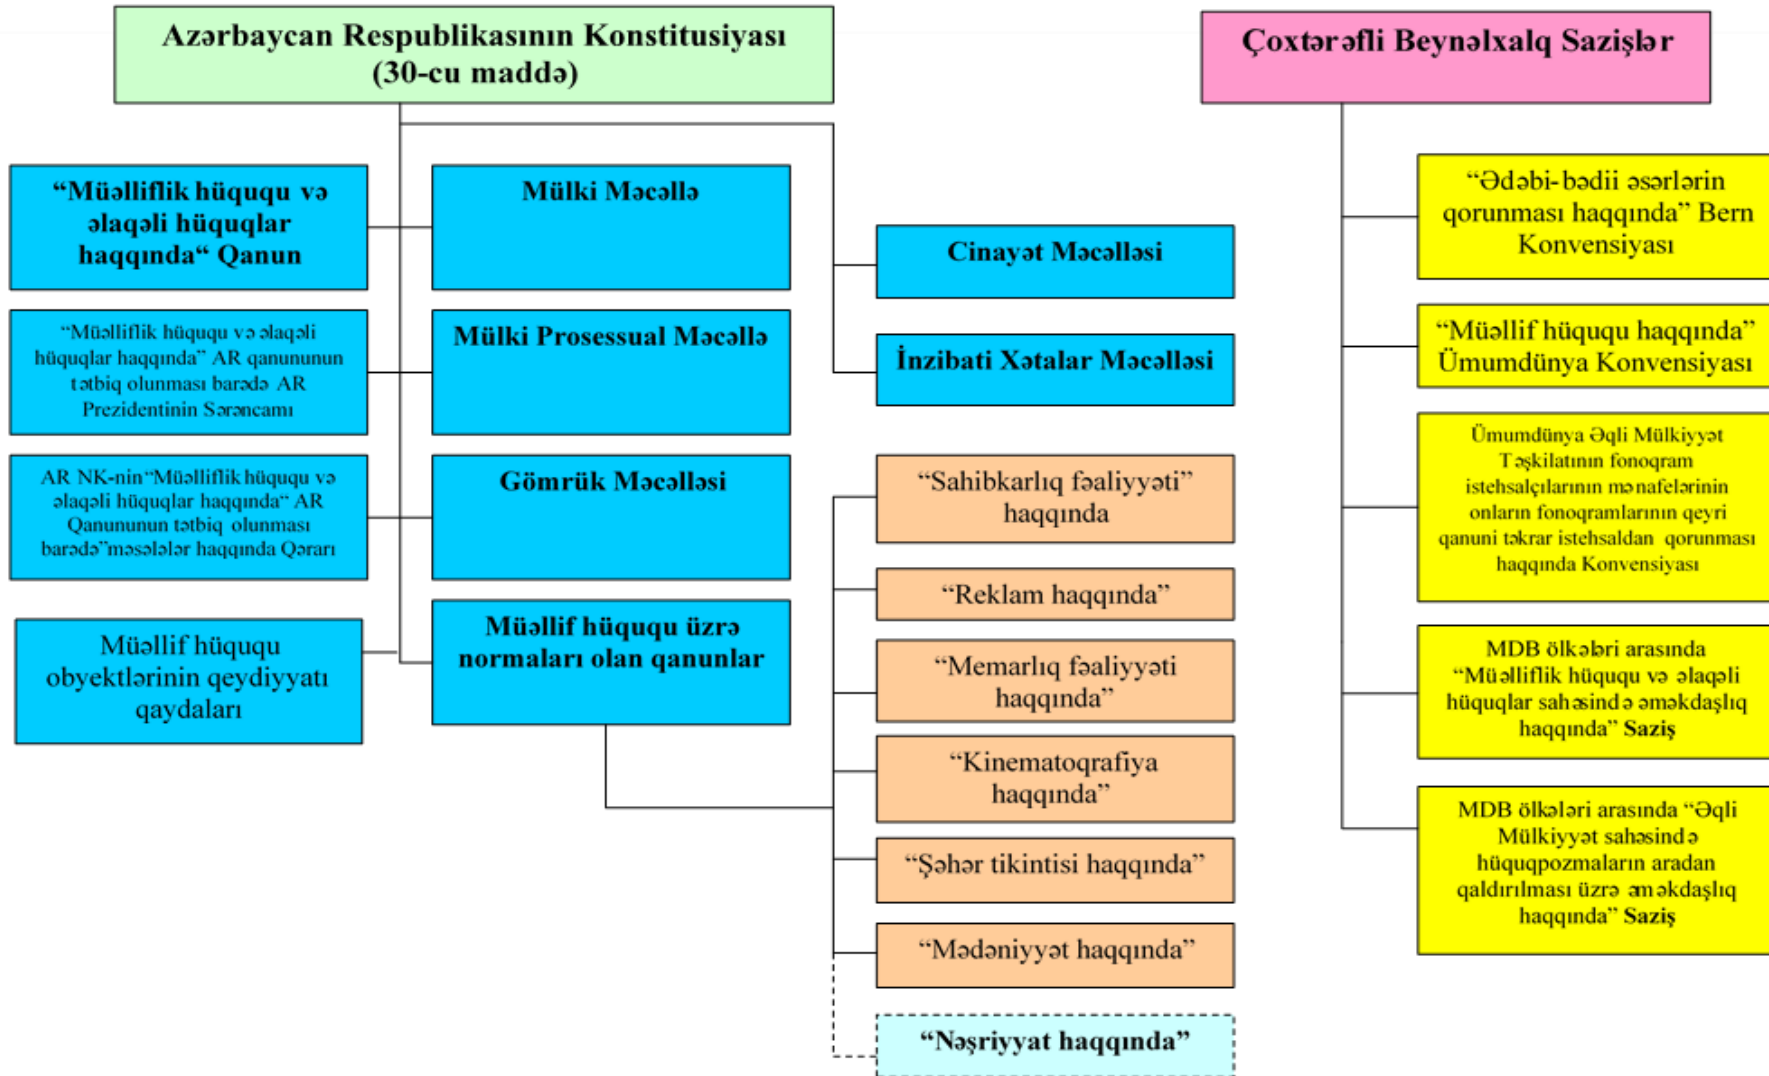 Azərbaycan Respublikasının Konstitusiyası
(30-cu maddə)
Çoxtərəfli Beynəlxalq Sazişlər
“Müəlliflik hüququ və
əlaqəli hüquqlar
haqqında“ Qanun
“Müəlliflik hüququ və əlaqəli
hüquqlar haqqında” AR qanununun
tətbiq olunması barədə AR
Prezidentinin Sərəncamı
AR NK-nin“Müəlliflik hüququ və
əlaqəli hüquqlar haqqında“ AR
Qanununun tətbiq olunması
barədə”məsələlər haqqında Qərarı
Müəllif hüququ
obyektlərinin qeydiyyatı
qaydaları
Mülki Məcəllə
Mülki Prosessual Məcəllə
Gömrük Məcəlləsi
Müəllif hüququ üzrə
normaları olan qanunlar
Cinayət Məcəlləsi
İnzibati Xətalar Məcəlləsi
“Sahibkarlıq fəaliyyəti”
haqqında
“Reklam haqqında”
“Memarlıq fəaliyyəti
haqqında”
“Kinematoqrafiya
haqqında”
“Şəhər tikintisi haqqında”
“Mədəniyyət haqqında”
“Nəşriyyat haqqında”
“Ədəbi-bədii əsərlərin
qorunması haqqında” Bern
Konvensiyası
“Müəllif hüququ haqqında”
Ümumdünya Konvensiyası
Ümumdünya Əqli Mülkiyyət
Təşkilatının fonoqram
istehsalçılarının mənafelərinin
onların fonoqramlarının qeyri
qanuni təkrar istehsaldan qorunması
haqqında Konvensiyası
MDB ölkələri arasında
“Müəlliflik hüququ və əlaqəli
hüquqlar sahəsində əməkdaşlıq
haqqında” Saziş
MDB ölkələri arasında “Əqli
Mülkiyyət sahəsində
hüquqpozmaların aradan
qaldırılması üzrə əməkdaşlıq
haqqında” Saziş